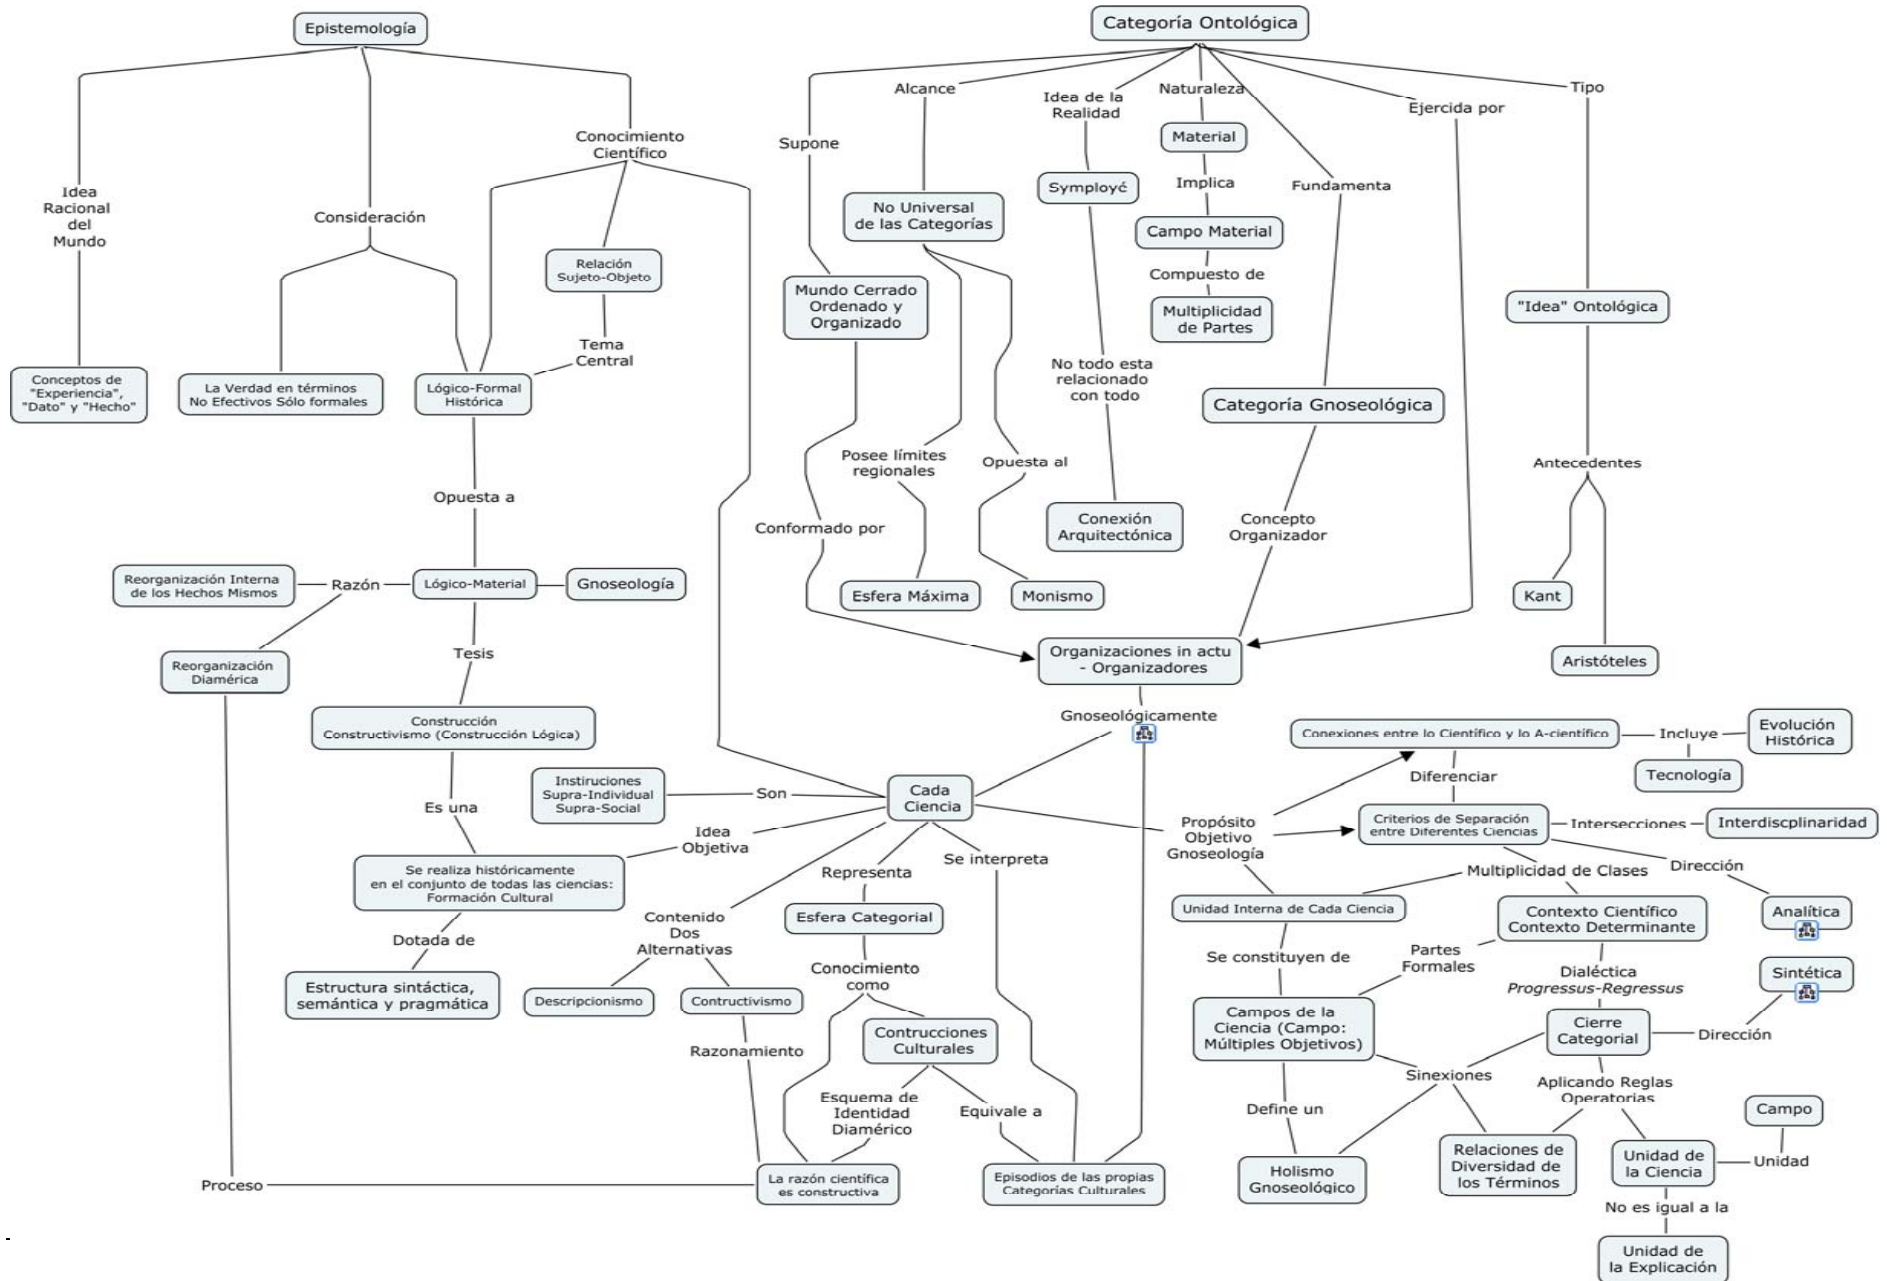 Epistemología
Categoría Ontológica
Idea
Racional
del
Mundo
Consideración
Conocimiento
Científico
Relación
Sujeto-Objeto
Tema
Central
Conceptos de
"Experiencia",
"Dato" y "Hecho"
La Verdad en términos
No Efectivos Sólo formales
Lógico-Formal
Histórica
Opuesta a
Reorganización Interna
de los Hechos Mismos
Razón
Lógico-Material
Gnoseología
Reorganización
Diamérica
Tesis
Construcción
Constructivismo (Construcción Lógica)
Es una
Se realiza históricamente
en el conjunto de todas las ciencias:
Formación Cultural
Dotada de
Estructura sintáctica,
semántica y pragmática
Proceso
Supone
Mundo Cerrado
Ordenado y
Organizado
Conformado por
Alcance
No Universal
de las Categorías
Posee límites
regionales
Esfera Máxima
Opuesta al
Monismo
Idea de la
Realidad
Symployć
No todo esta
relacionado
con todo
Conexión
Arquitectónica
Naturaleza
Material
Implica
Campo Material
Compuesto de
Multiplicidad
de Partes
Fundamenta
Categoría Gnoseológica
Concepto
Organizador
Ejercida por
Tipo
"Idea" Ontológica
Antecedentes
Kant
Aristóteles
Organizaciones in actu
- Organizadores
Gnoseológicamente
Instiruciones
Supra-Individual
Supra-Social
Son
Cada
Ciencia
Idea
Objetiva
Contenido
Dos
Alternativas
Descripcionismo
Contructivismo
Razonamiento
Representa
Esfera Categorial
Conocimiento
como
Contrucciones
Culturales
Esquema de
Identidad
Diamérico
Equivale a
Se interpreta
La razón científica
es constructiva
Episodios de las propias
Categorías Culturales
Propósito
Objetivo
Gnoseología
Conexiones entre lo Científico y lo A-científico
Incluye
Evolución
Histórica
Tecnología
Diferenciar
Criterios de Separación
entre Diferentes Ciencias
Intersecciones
Interdiscplinaridad
Multiplicidad de Clases
Dirección
Analítica
Unidad Interna de Cada Ciencia
Contexto Científico
Contexto Determinante
Se constituyen de
Partes
Formales
Dialéctica
Progressus-Regressus
Sintética
Dirección
Campos de la
Ciencia (Campo:
Múltiples Objetivos)
Cierre
Categorial
Sinexiones
Aplicando Reglas
Operatorias
Define un
Holismo
Gnoseológico
Relaciones de
Diversidad de
los Términos
Unidad de
la Ciencia
Unidad
Campo
No es igual a la
Unidad de
la Explicación